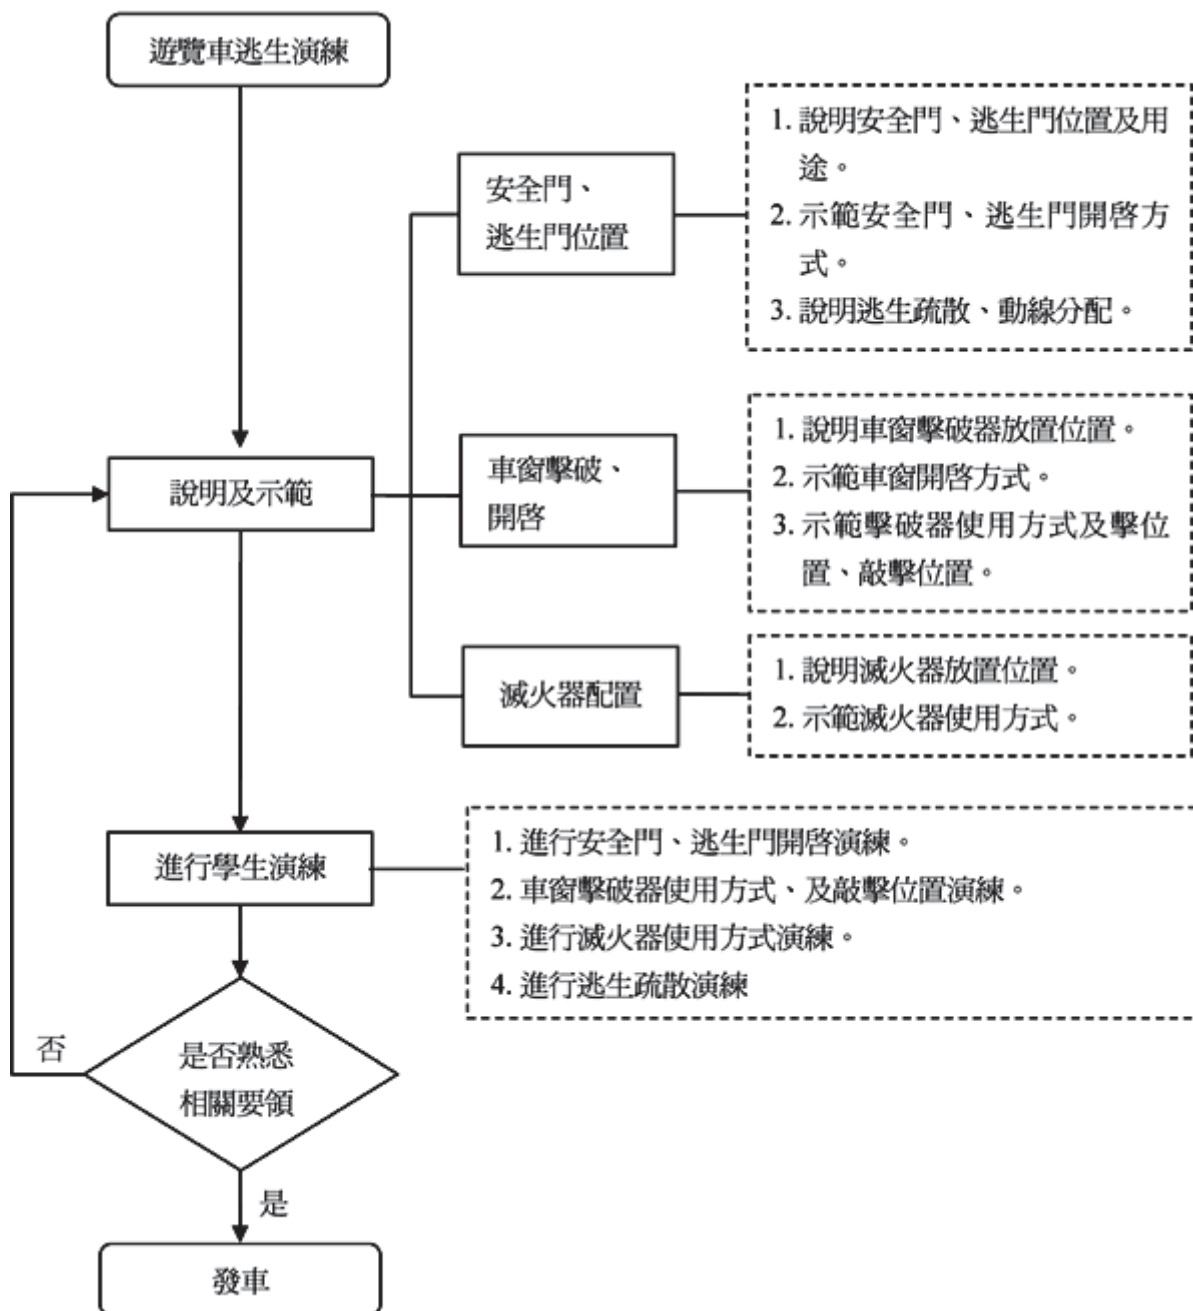 遊覽車逃生演練
安全門、
逃生門位置
1. 說明安全門、逃生門位置及用
途。
2. 示範安全門、逃生門開啓方
式。
3. 說明逃生疏散、動線分配。
說明及示範
車窗擊破、
開啓
1. 說明車窗擊破器放置位置。
2. 示範車窗開啓方式。
3. 示範擊破器使用方式及擊位
置、敲擊位置。
滅火器配置
1. 說明滅火器放置位置。
2. 示範滅火器使用方式。
進行學生演練
1. 進行安全門、逃生門開啓演練。
2. 車窗擊破器使用方式、及敲擊位置演練。
3. 進行滅火器使用方式演練。
4. 進行逃生疏散演練
是否熟悉
相關要領
否
是
發車